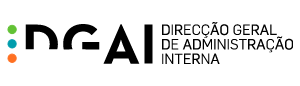 DGAI
DIRECÇÃO GERAL
DE ADMINISTRAÇÃO
INTERNA